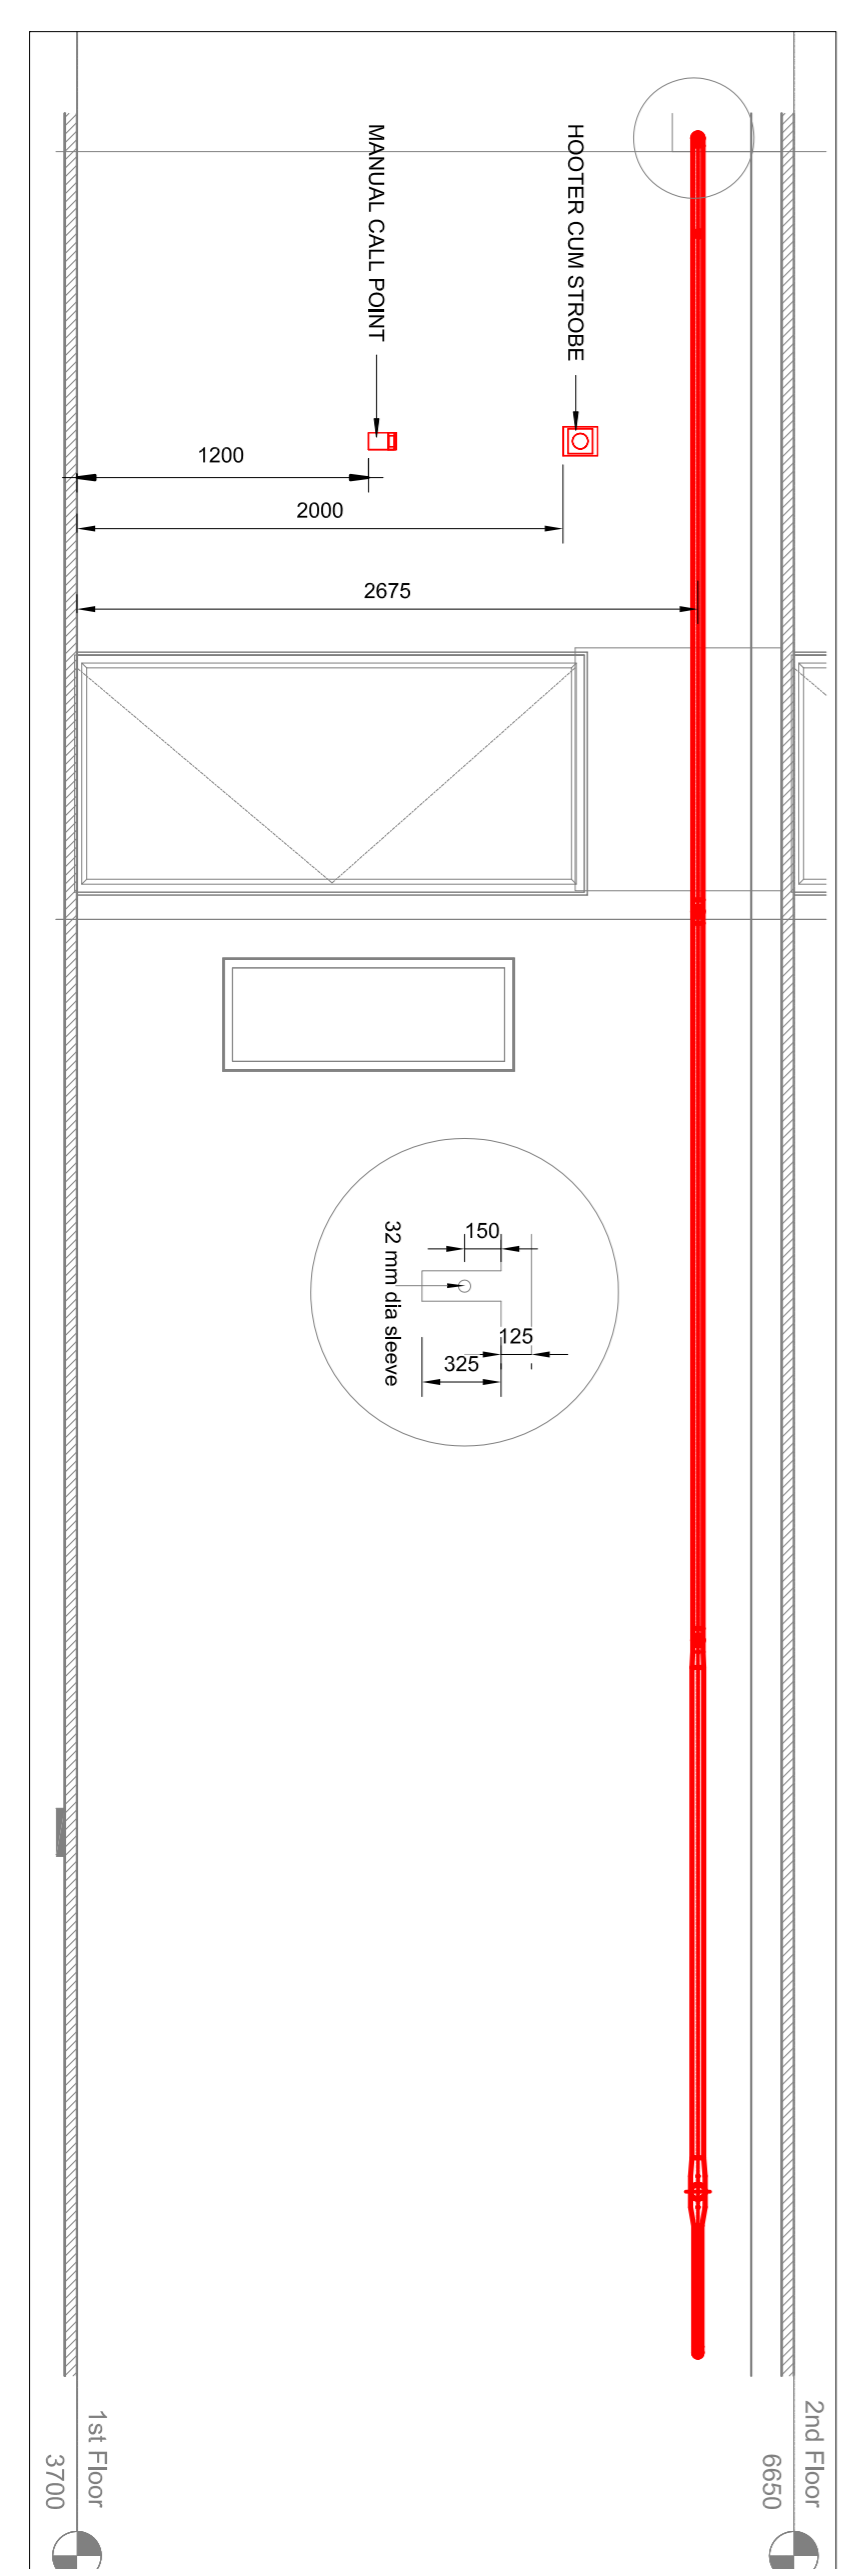 MANUAL CALL POINT
HOOTER CUM STROBE
1200
2000
2675
150
32 mm dia sleeve
125
325
1st Floor
3700
2nd Floor
6650